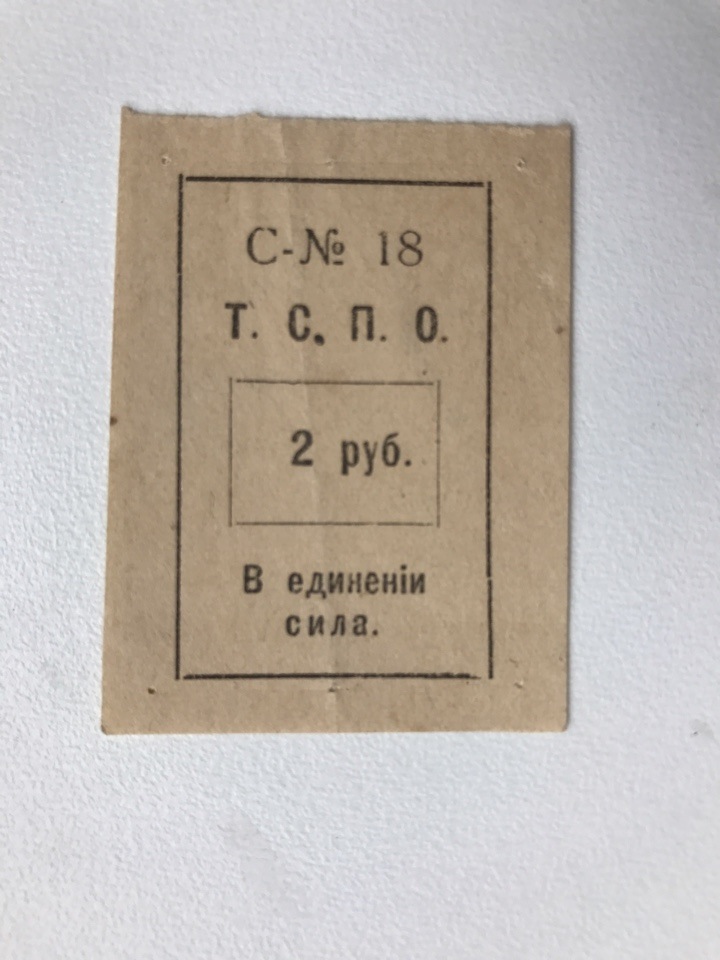 С-№ 18
Т. С. П. О.
2 руб.
В единенiи
сила.